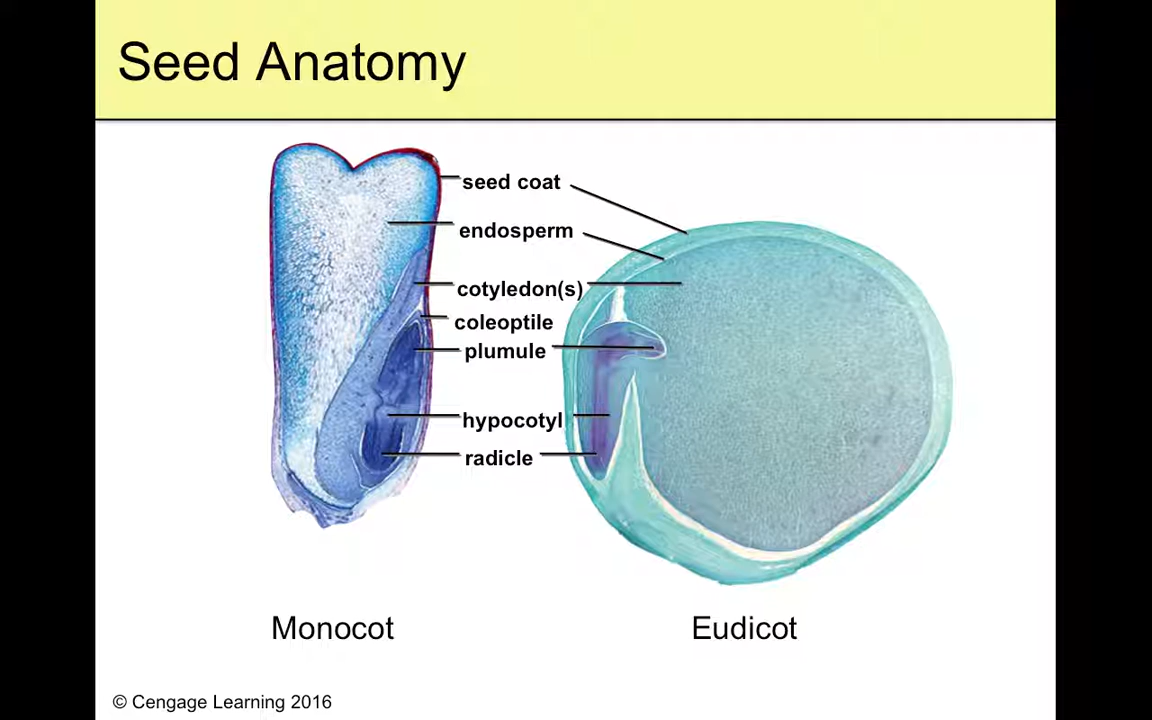 Seed Anatomy
seed coat
endosperm
cotyledon(s)
coleoptile
plumule
hypocotyl
radicle
Monocot
Eudicot
© Cengage Learning 2016